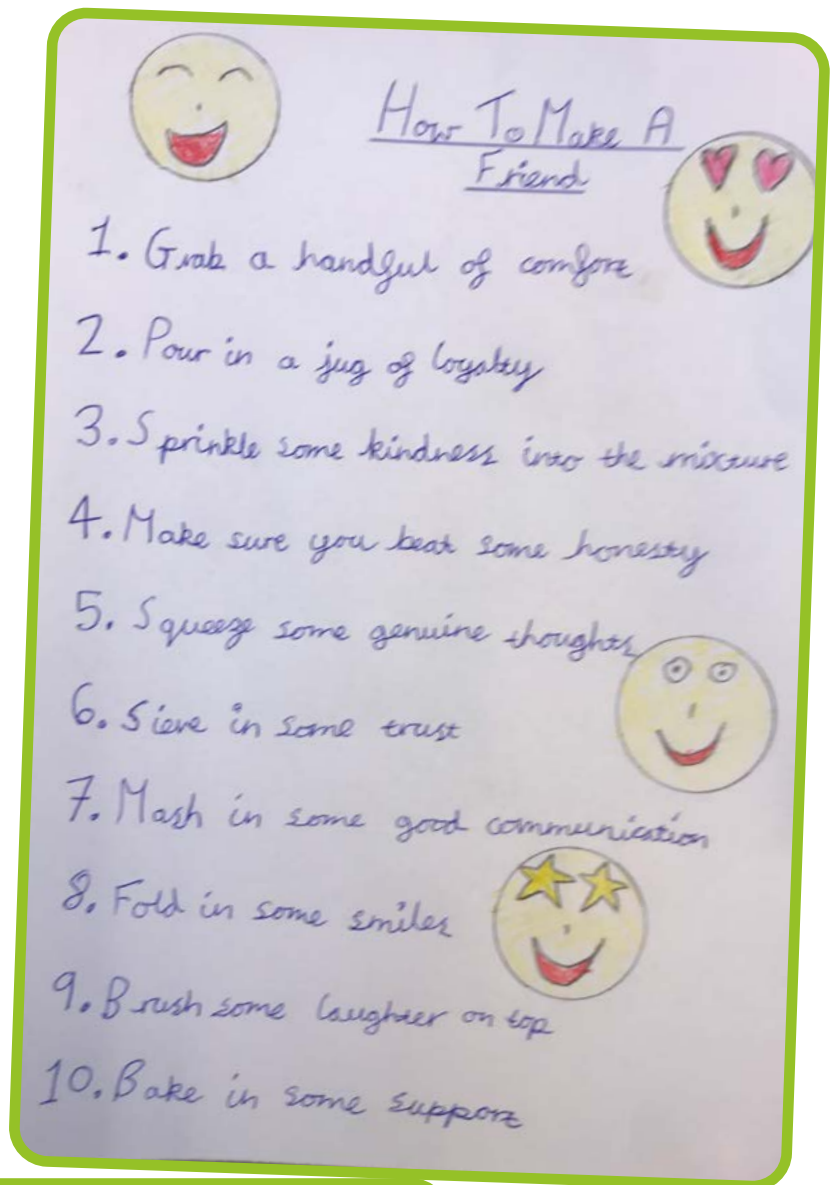 How To Make A
Friend
1. Grab a handful of comfort
2. Pour in a jug of loyalty
3. Sprinkle some kindness into the mixture
4. Make sure you beat some honesty
5. Squeeze some genuine thoughts
6. Sieve in some trust
7. Mash in some good communication
8. Fold in some smiles
9. Brush some laughter on top
10. Bake in some support